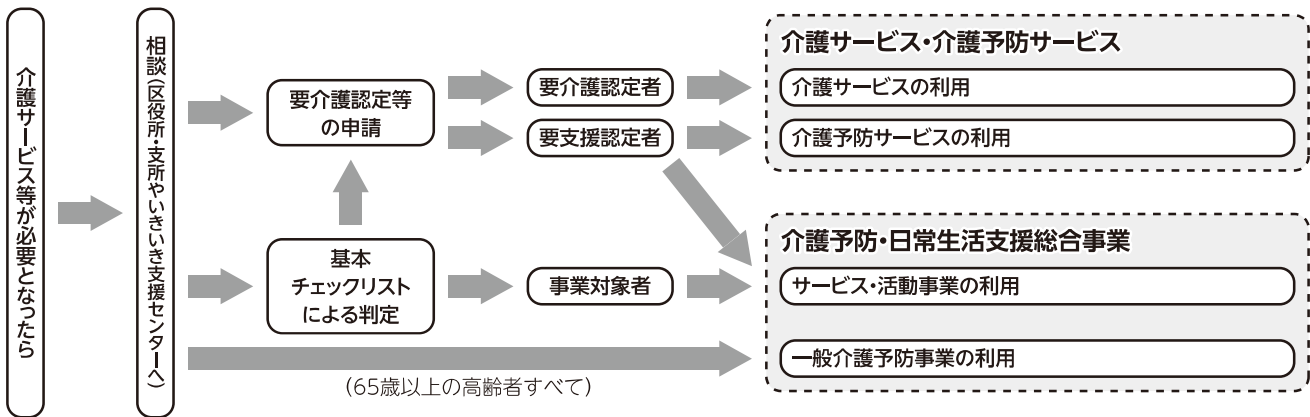 介護サービス等が必要となったら
相談(区役所・支所やいきいき支援センターへ)
要介護認定等
の申請
基本
チェックリスト
による判定
要介護認定者
要支援認定者
事業対象者
(65歳以上の高齢者すべて)
介護サービス・介護予防サービス
介護サービスの利用
介護予防サービスの利用
介護予防・日常生活支援総合事業
サービス・活動事業の利用
一般介護予防事業の利用